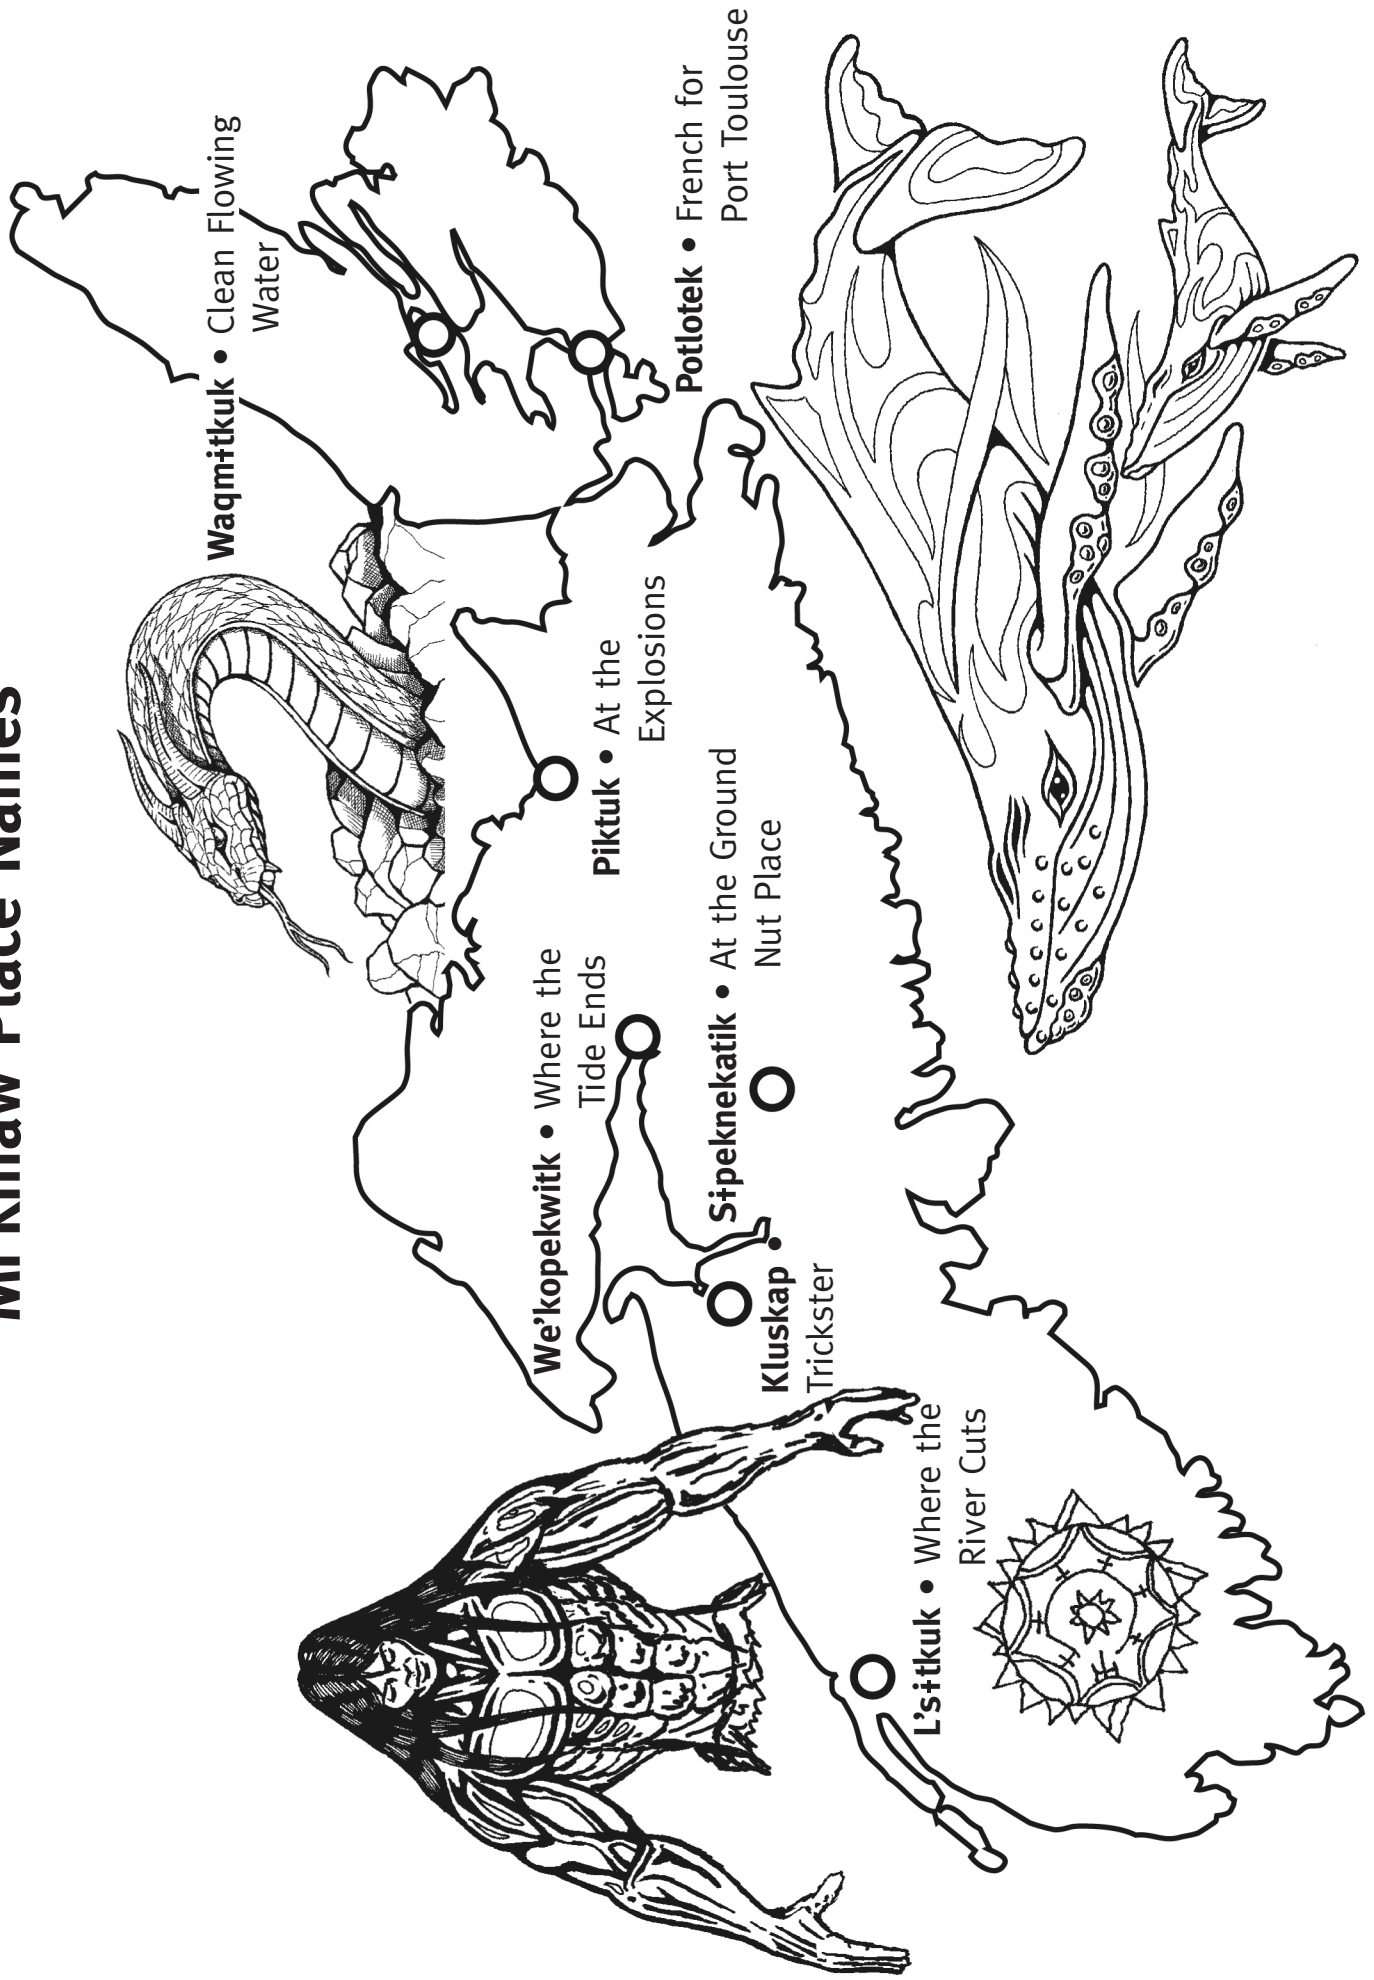 Mi'kmaw Place Names
Waqmɨtkuk • Clean Flowing
Water
We’kopekwitk • Where the
Tide Ends
Piktuk • At the
Explosions
Potlotek • French for
Port Toulouse
Sɨpeknekatik • At the Ground
Nut Place
Kluskap •
Trickster
L’sɨtkuk • Where the
River Cuts